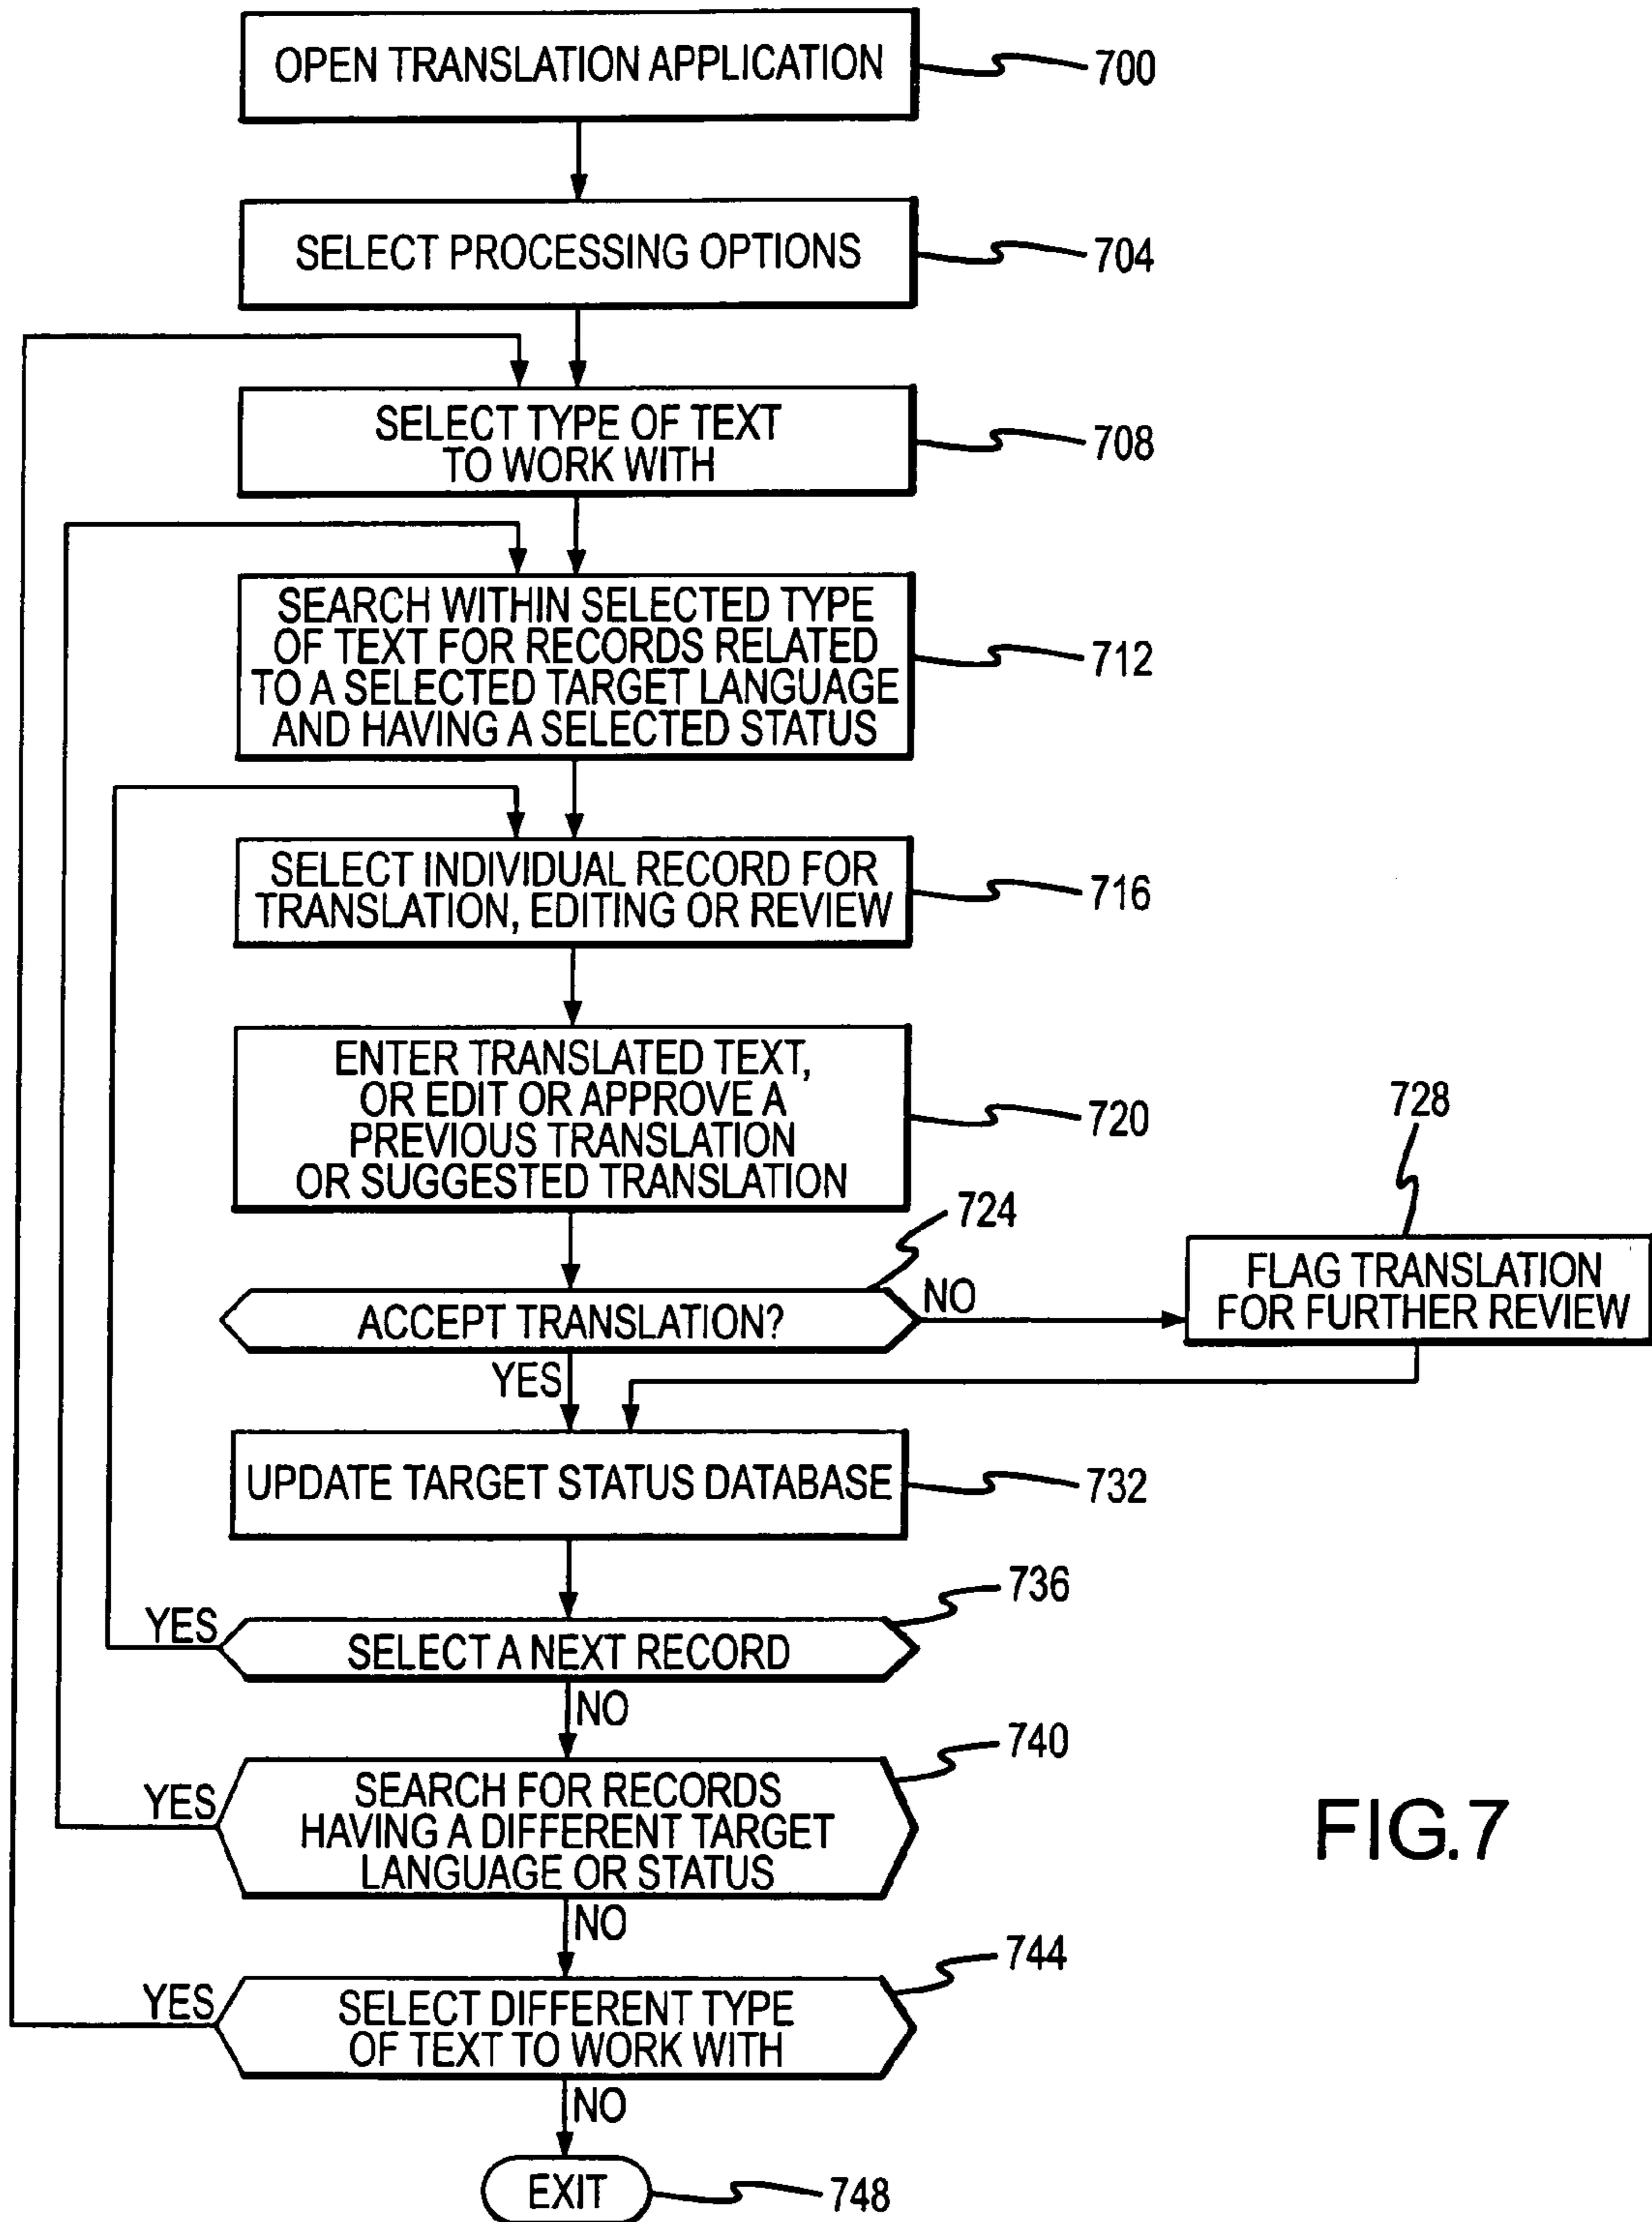 OPEN TRANSLATION APPLICATION
700
SELECT PROCESSING OPTIONS
704
SELECT TYPE OF TEXT
TO WORK WITH
708
SEARCH WITHIN SELECTED TYPE
OF TEXT FOR RECORDS RELATED
TO A SELECTED TARGET LANGUAGE
AND HAVING A SELECTED STATUS
712
SELECT INDIVIDUAL RECORD FOR
TRANSLATION, EDITING OR REVIEW
716
ENTER TRANSLATED TEXT,
OR EDIT OR APPROVE A
PREVIOUS TRANSLATION
OR SUGGESTED TRANSLATION
720
724
ACCEPT TRANSLATION?
NO
728
FLAG TRANSLATION
FOR FURTHER REVIEW
YES
UPDATE TARGET STATUS DATABASE
732
736
YES
SELECT A NEXT RECORD
NO
740
YES
SEARCH FOR RECORDS
HAVING A DIFFERENT TARGET
LANGUAGE OR STATUS
NO
744
YES
SELECT DIFFERENT TYPE
OF TEXT TO WORK WITH
NO
EXIT
748
FIG.7